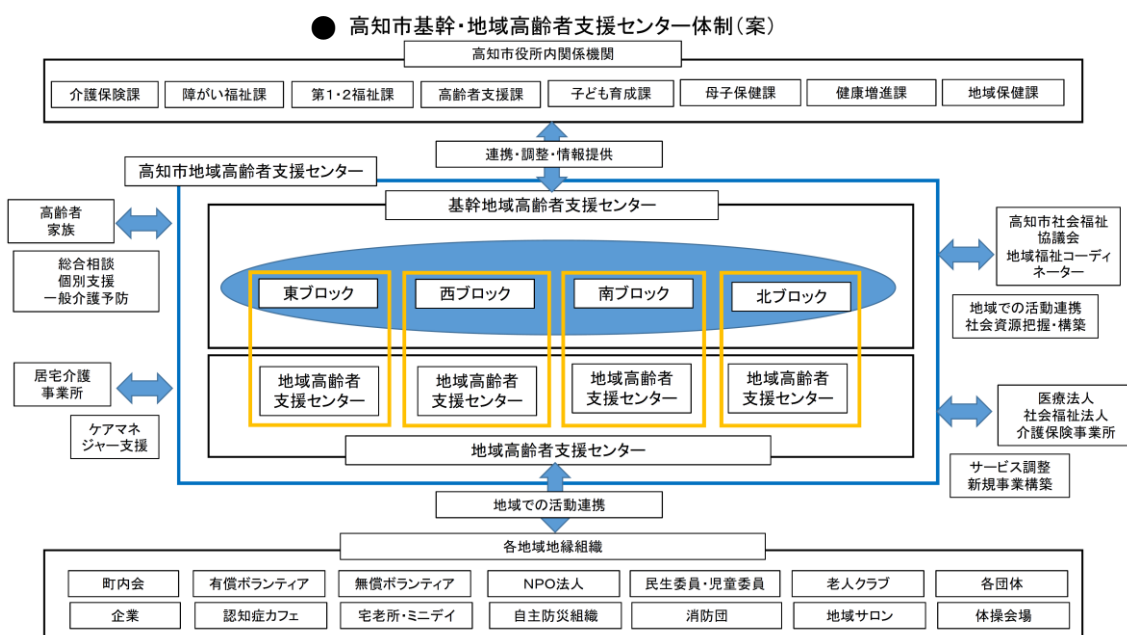 ● 高知市基幹・地域高齢者支援センター体制（案）
高知市役所内関係機関
介護保険課
障がい福祉課
第１・２福祉課
高齢者支援課
子ども育成課
母子保健課
健康増進課
地域保健課
連携・調整・情報提供
高知市地域高齢者支援センター
基幹地域高齢者支援センター
高齢者
家族
総合相談
個別支援
一般介護予防
東ブロック
西ブロック
南ブロック
北ブロック
高知市社会福祉
協議会
地域福祉コーディ
ネーター
地域での活動連携
社会資源把握・構築
居宅介護
事業所
ケアマネ
ジャー支援
地域高齢者
支援センター
地域高齢者
支援センター
地域高齢者
支援センター
地域高齢者
支援センター
医療法人
社会福祉法人
介護保険事業所
サービス調整
新規事業構築
地域高齢者支援センター
地域での活動連携
各地域地縁組織
町内会
有償ボランティア
無償ボランティア
NPO法人
民生委員・児童委員
老人クラブ
各団体
企業
認知症カフェ
宅老所・ミニデイ
自主防災組織
消防団
地域サロン
体操会場